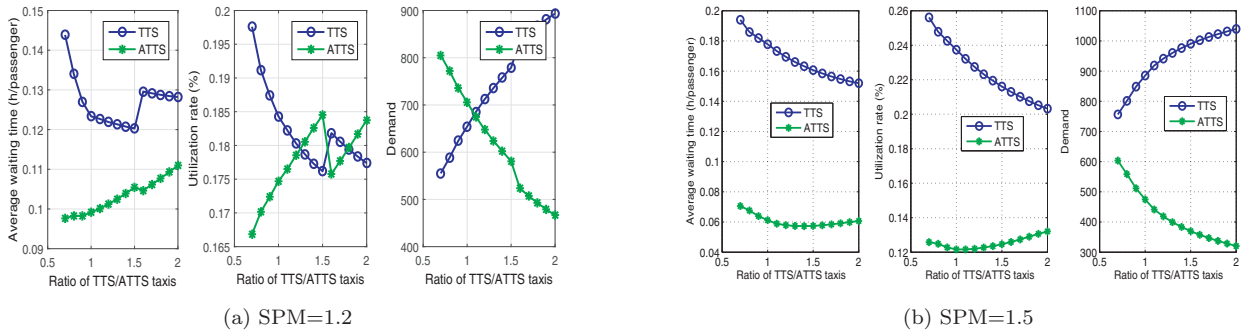 Average waiting time (h/passenger)
0.15
0.14
0.13
0.12
0.11
0.1
0.09
0.5
1
1.5
2
Ratio of TTS/ATTS taxis
TTS
ATTS
Utilization rate (%)
0.2
0.195
0.19
0.185
0.18
0.175
0.17
0.165
0.5
1
1.5
2
Ratio of TTS/ATTS taxis
TTS
ATTS
Demand
900
800
700
600
500
400
0.5
1
1.5
2
Ratio of TTS/ATTS taxis
TTS
ATTS
(a) SPM=1.2
Average waiting time (h/passenger)
0.2
0.18
0.16
0.14
0.12
0.1
0.08
0.06
0.04
0.5
1
1.5
2
Ratio of TTS/ATTS taxis
TTS
ATTS
Utilization rate (%)
0.26
0.24
0.22
0.2
0.18
0.16
0.14
0.12
0.5
1
1.5
2
Ratio of TTS/ATTS taxis
TTS
ATTS
Demand
1100
1000
900
800
700
600
500
400
300
0.5
1
1.5
2
Ratio of TTS/ATTS taxis
TTS
ATTS
(b) SPM=1.5